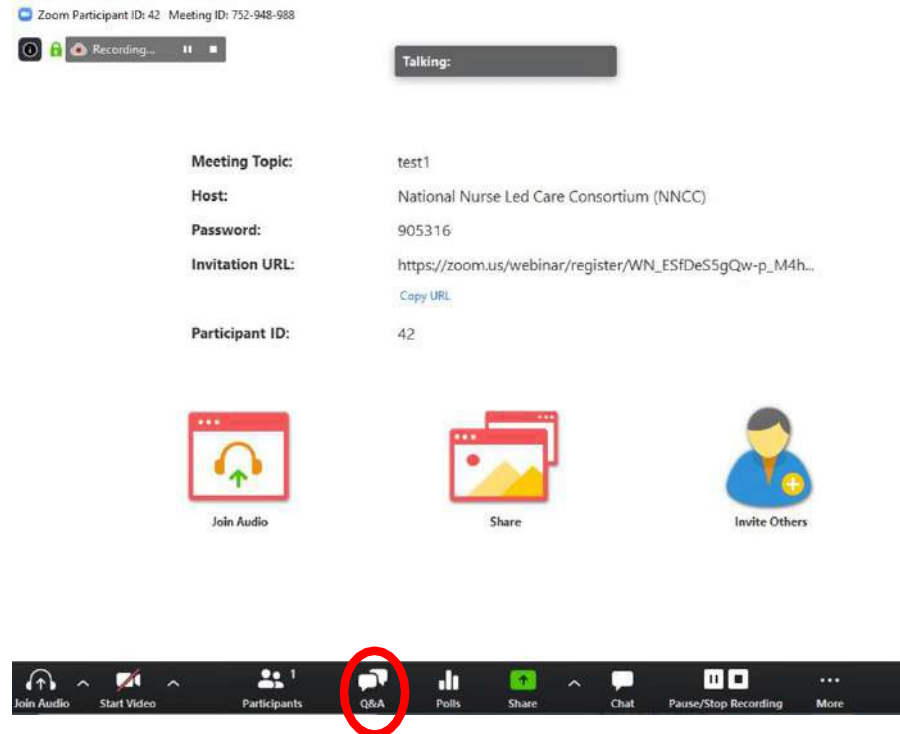 Zoom Participant ID: 42 Meeting ID: 752-948-988
Recording...
Talking:
Meeting Topic: test1
Host: National Nurse Led Care Consortium (NNCC)
Password: 905316
Invitation URL: https://zoom.us/webinar/register/WN_ESfDeS5gQw-p_M4h...
Copy URL
Participant ID: 42
Join Audio Share Invite Others
1
Join Audio Start Video Participants Q&A Polls Share Chat Pause/Stop Recording More